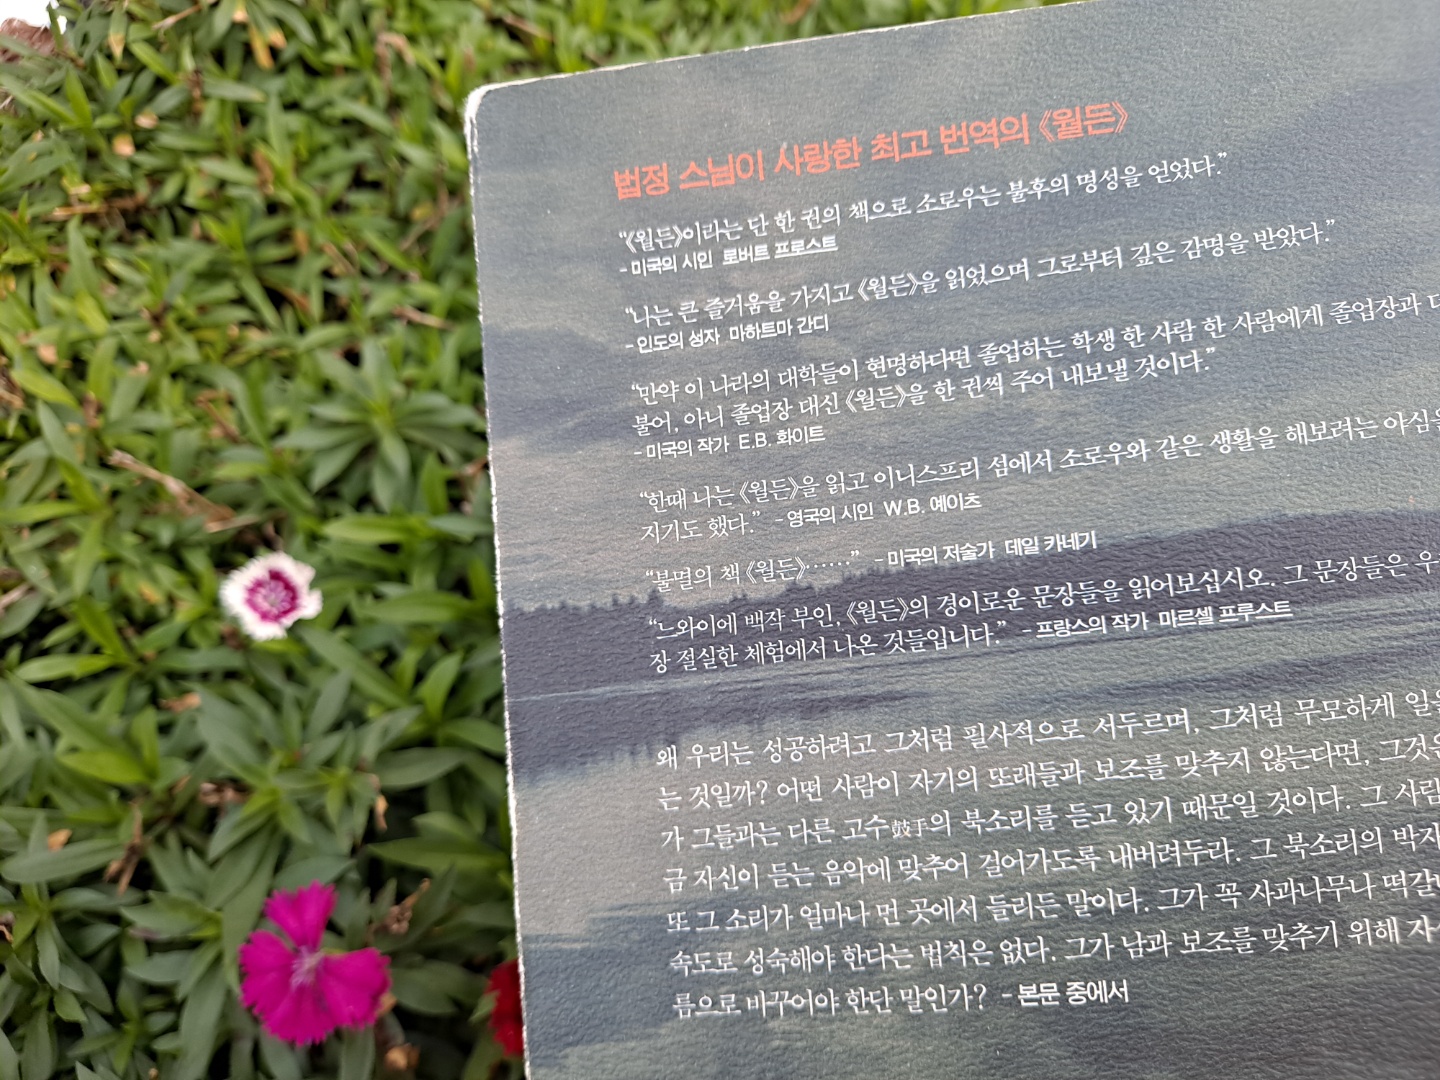 법정 스님이 사랑한 최고 번역의 《월든》
“《월든》이라는 단 한 권의 책으로 소로우는 불후의 명성을 얻었다.”
- 미국의 시인 로버트 프로스트
“나는 큰 즐거움을 가지고 《월든》을 읽었으며 그로부터 깊은 감명을 받았다.”
- 인도의 성자 마하트마 간디
“만약 이 나라의 대학들이 현명하다면 졸업하는 학생 한 사람 한 사람에게 졸업장과
불어, 아니 졸업장 대신 《월든》을 한 권씩 주어 내보낼 것이다.”
- 미국의 작가 E.B. 화이트
“한때 나는 《월든》을 읽고 이니스프리 섬에서 소로우와 같은 생활을 해보려는 야심을
지기도 했다.” - 영국의 시인 W.B. 예이츠
“불멸의 책 《월든》……” - 미국의 저술가 데일 카네기
“느와이에 백작 부인, 《월든》의 경이로운 문장들을 읽어보십시오. 그 문장들은
장 절실한 체험에서 나온 것들입니다.” - 프랑스의 작가 마르셀 프루스트
왜 우리는 성공하려고 그처럼 필사적으로 서두르며, 그처럼 무모하게
는 것일까? 어떤 사람이 자기의 또래들과 보조를 맞추지 않는다면,
가 그들과는 다른 고수鼓手의 북소리를 듣고 있기 때문일 것이다. 그
금 자신이 듣는 음악에 맞추어 걸어가도록 내버려두라. 그 북소리의
또 그 소리가 얼마나 먼 곳에서 들리든 말이다. 그가 꼭 사과나무나
속도로 성숙해야 한다는 법칙은 없다. 그가 남과 보조를 맞추기 위해
름으로 바꾸어야 한단 말인가? - 본문 중에서